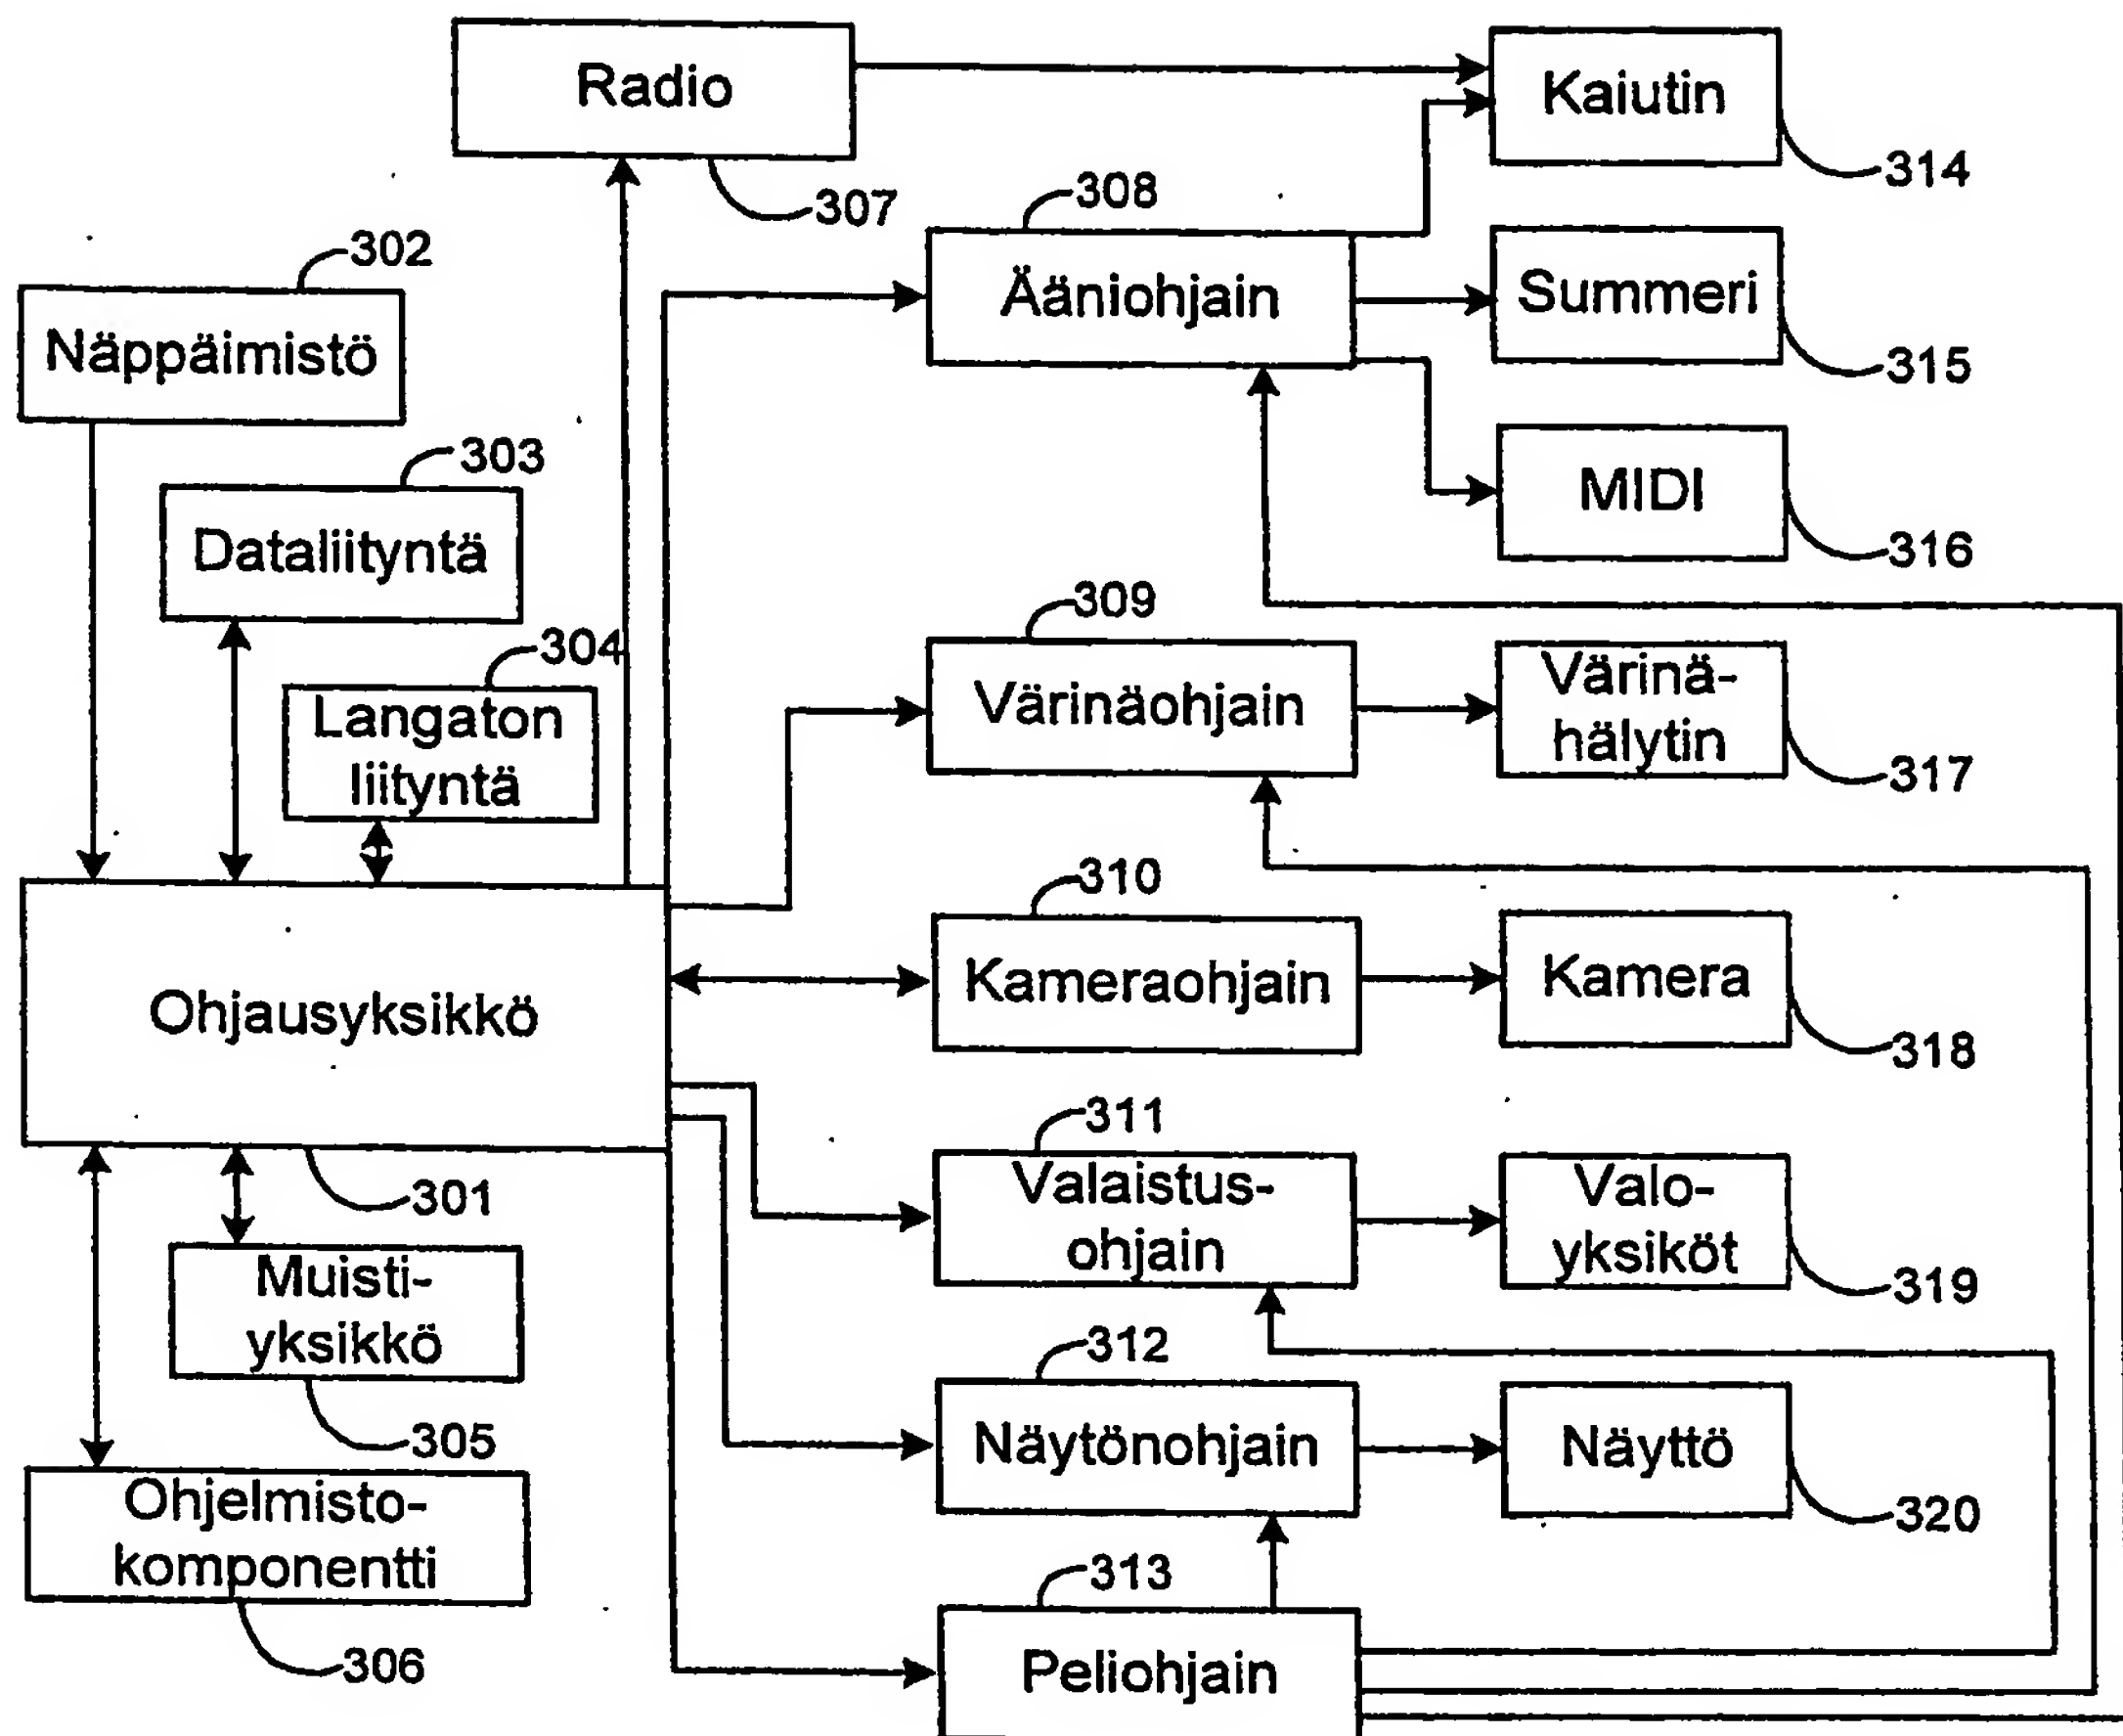 Radio
307
Kaiutin
314
308
Ääniohjain
Summeri
315
302
Näppäimistö
MIDI
316
303
Dataliityntä
304
Langaton
liityntä
309
Värinäohjain
Värinä-
hälytin
317
310
Kameraohjain
Kamera
318
Ohjausyksikkö
301
311
Valaistus-
ohjain
Valo-
yksiköt
319
Muisti-
yksikkö
305
312
Näytönohjain
Näyttö
320
Ohjelmisto-
komponentti
306
313
Peliohjain